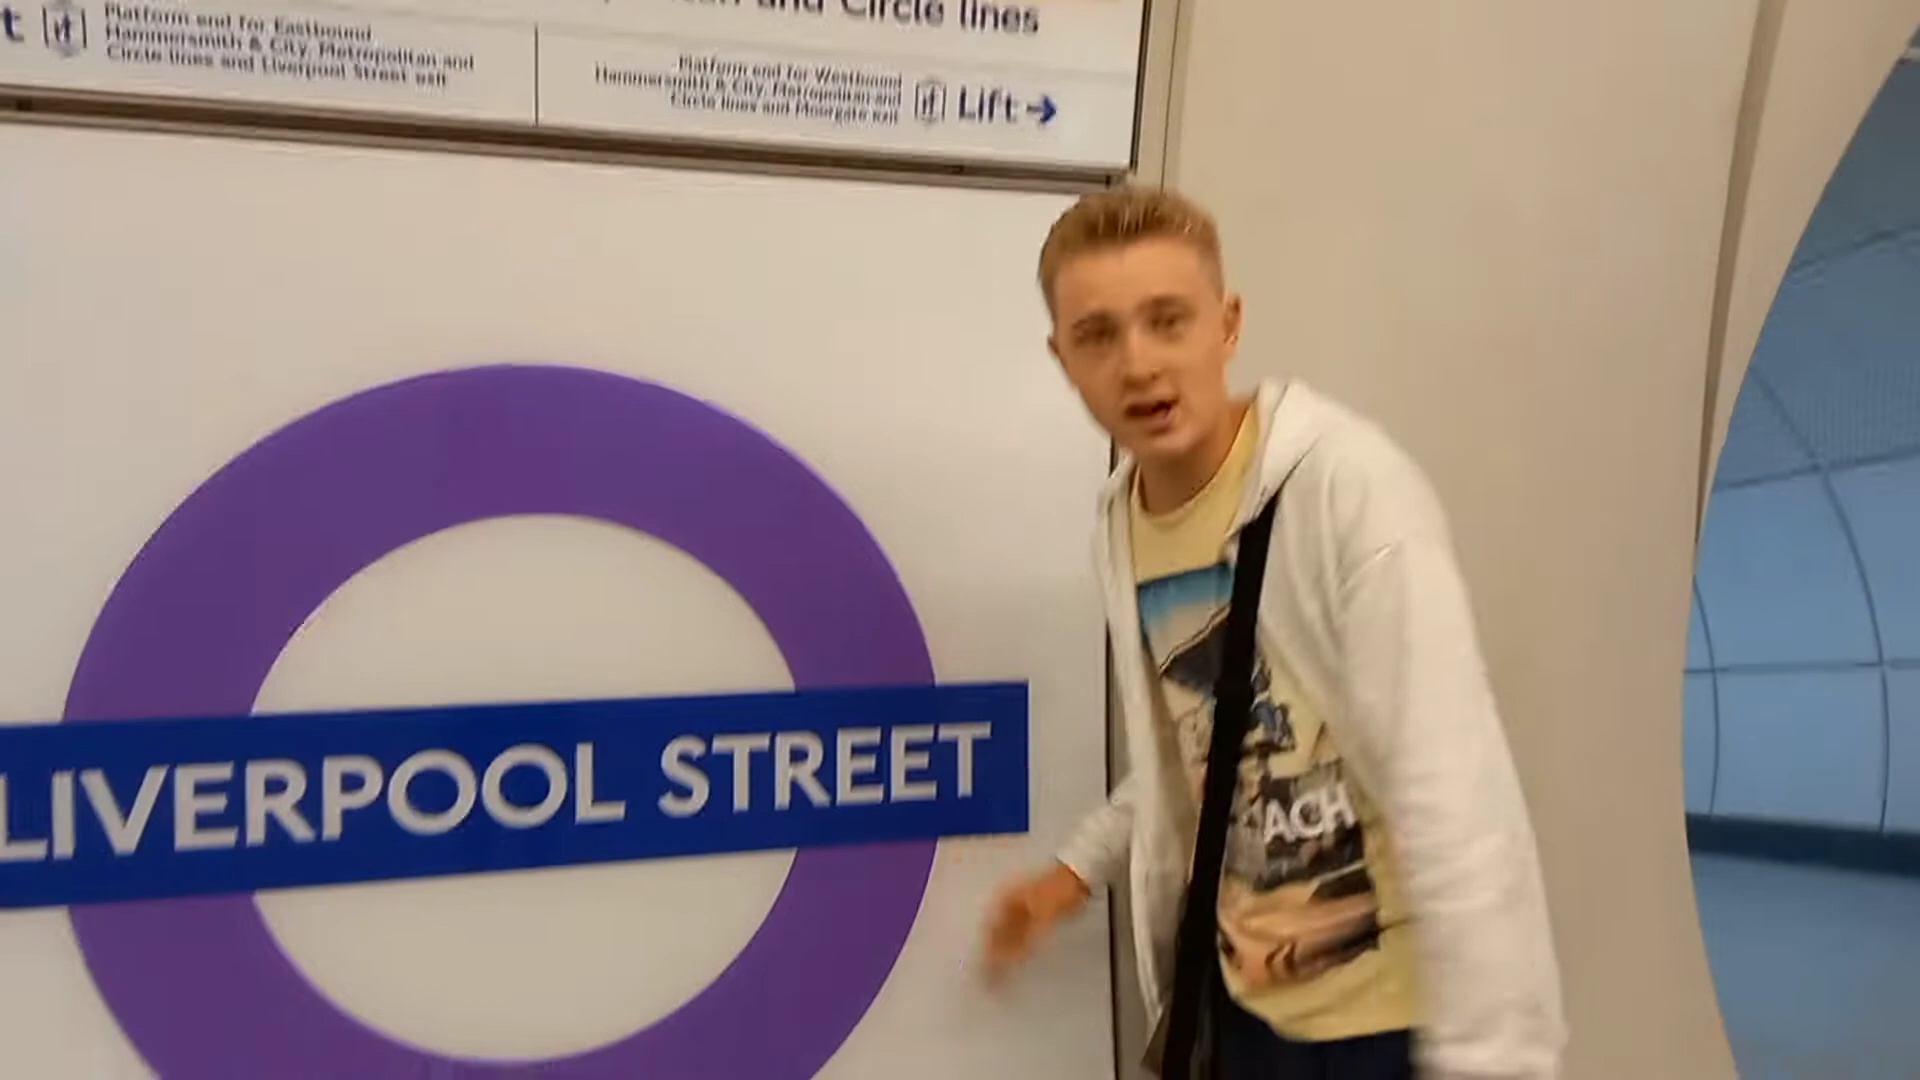 and Circle lines
Platform end for Eastbound
Hammersmith & City, Metropolitan and
Circle lines and Liverpool Street exit
Platform end for Westbound
Hammersmith & City, Metropolitan and
Circle lines and Moorgate exit
Lift →
LIVERPOOL STREET
ACH